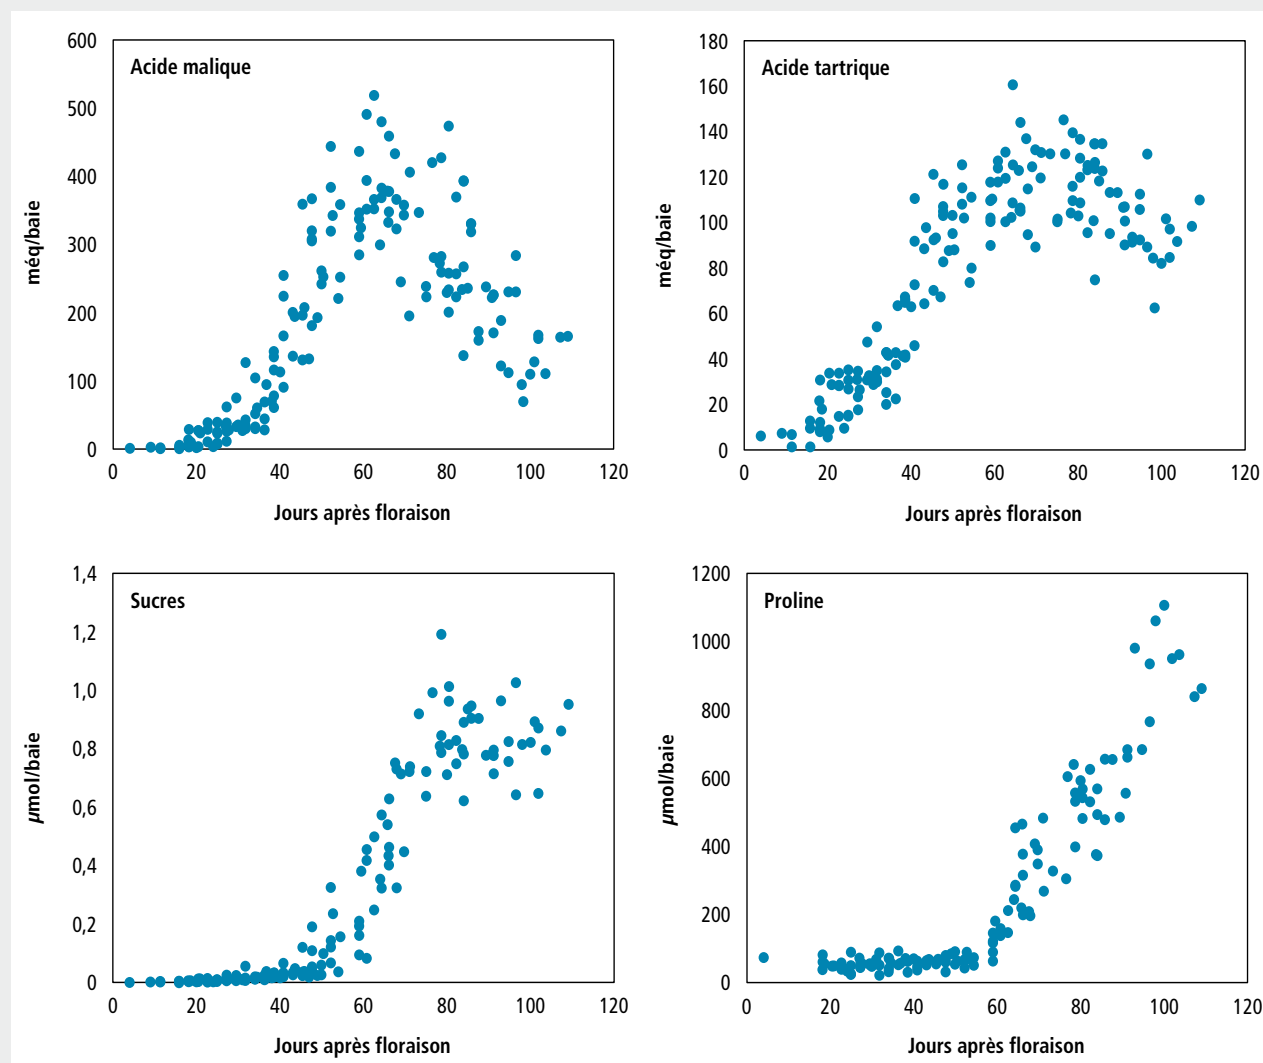 Acide malique
600
500
400
300
200
100
0
méq/baie
0 20 40 60 80 100 120
Jours après floraison
Acide tartrique
180
160
140
120
100
80
60
40
20
0
méq/baie
0 20 40 60 80 100 120
Jours après floraison
Sucres
1,4
1,2
1,0
0,8
0,6
0,4
0,2
0
µmol/baie
0 20 40 60 80 100 120
Jours après floraison
Proline
1200
1000
800
600
400
200
0
µmol/baie
0 20 40 60 80 100 120
Jours après floraison